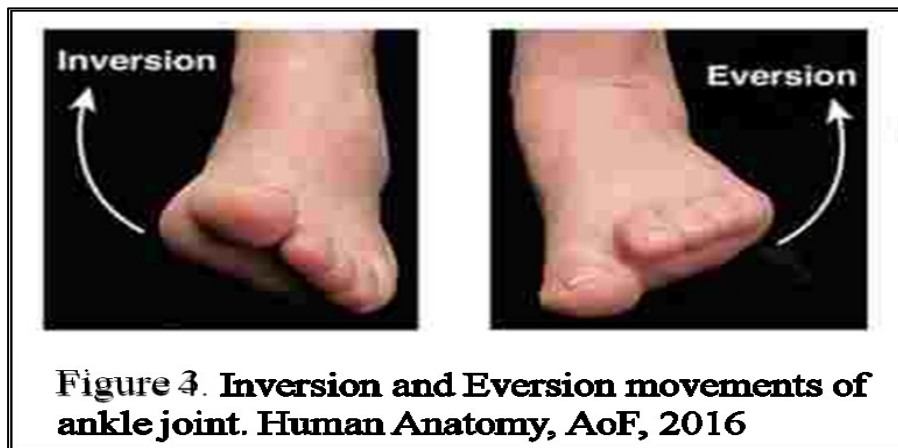 Inversion
Eversion
Figure 3. Inversion and Eversion movements of
ankle joint. Human Anatomy, AoF, 2016